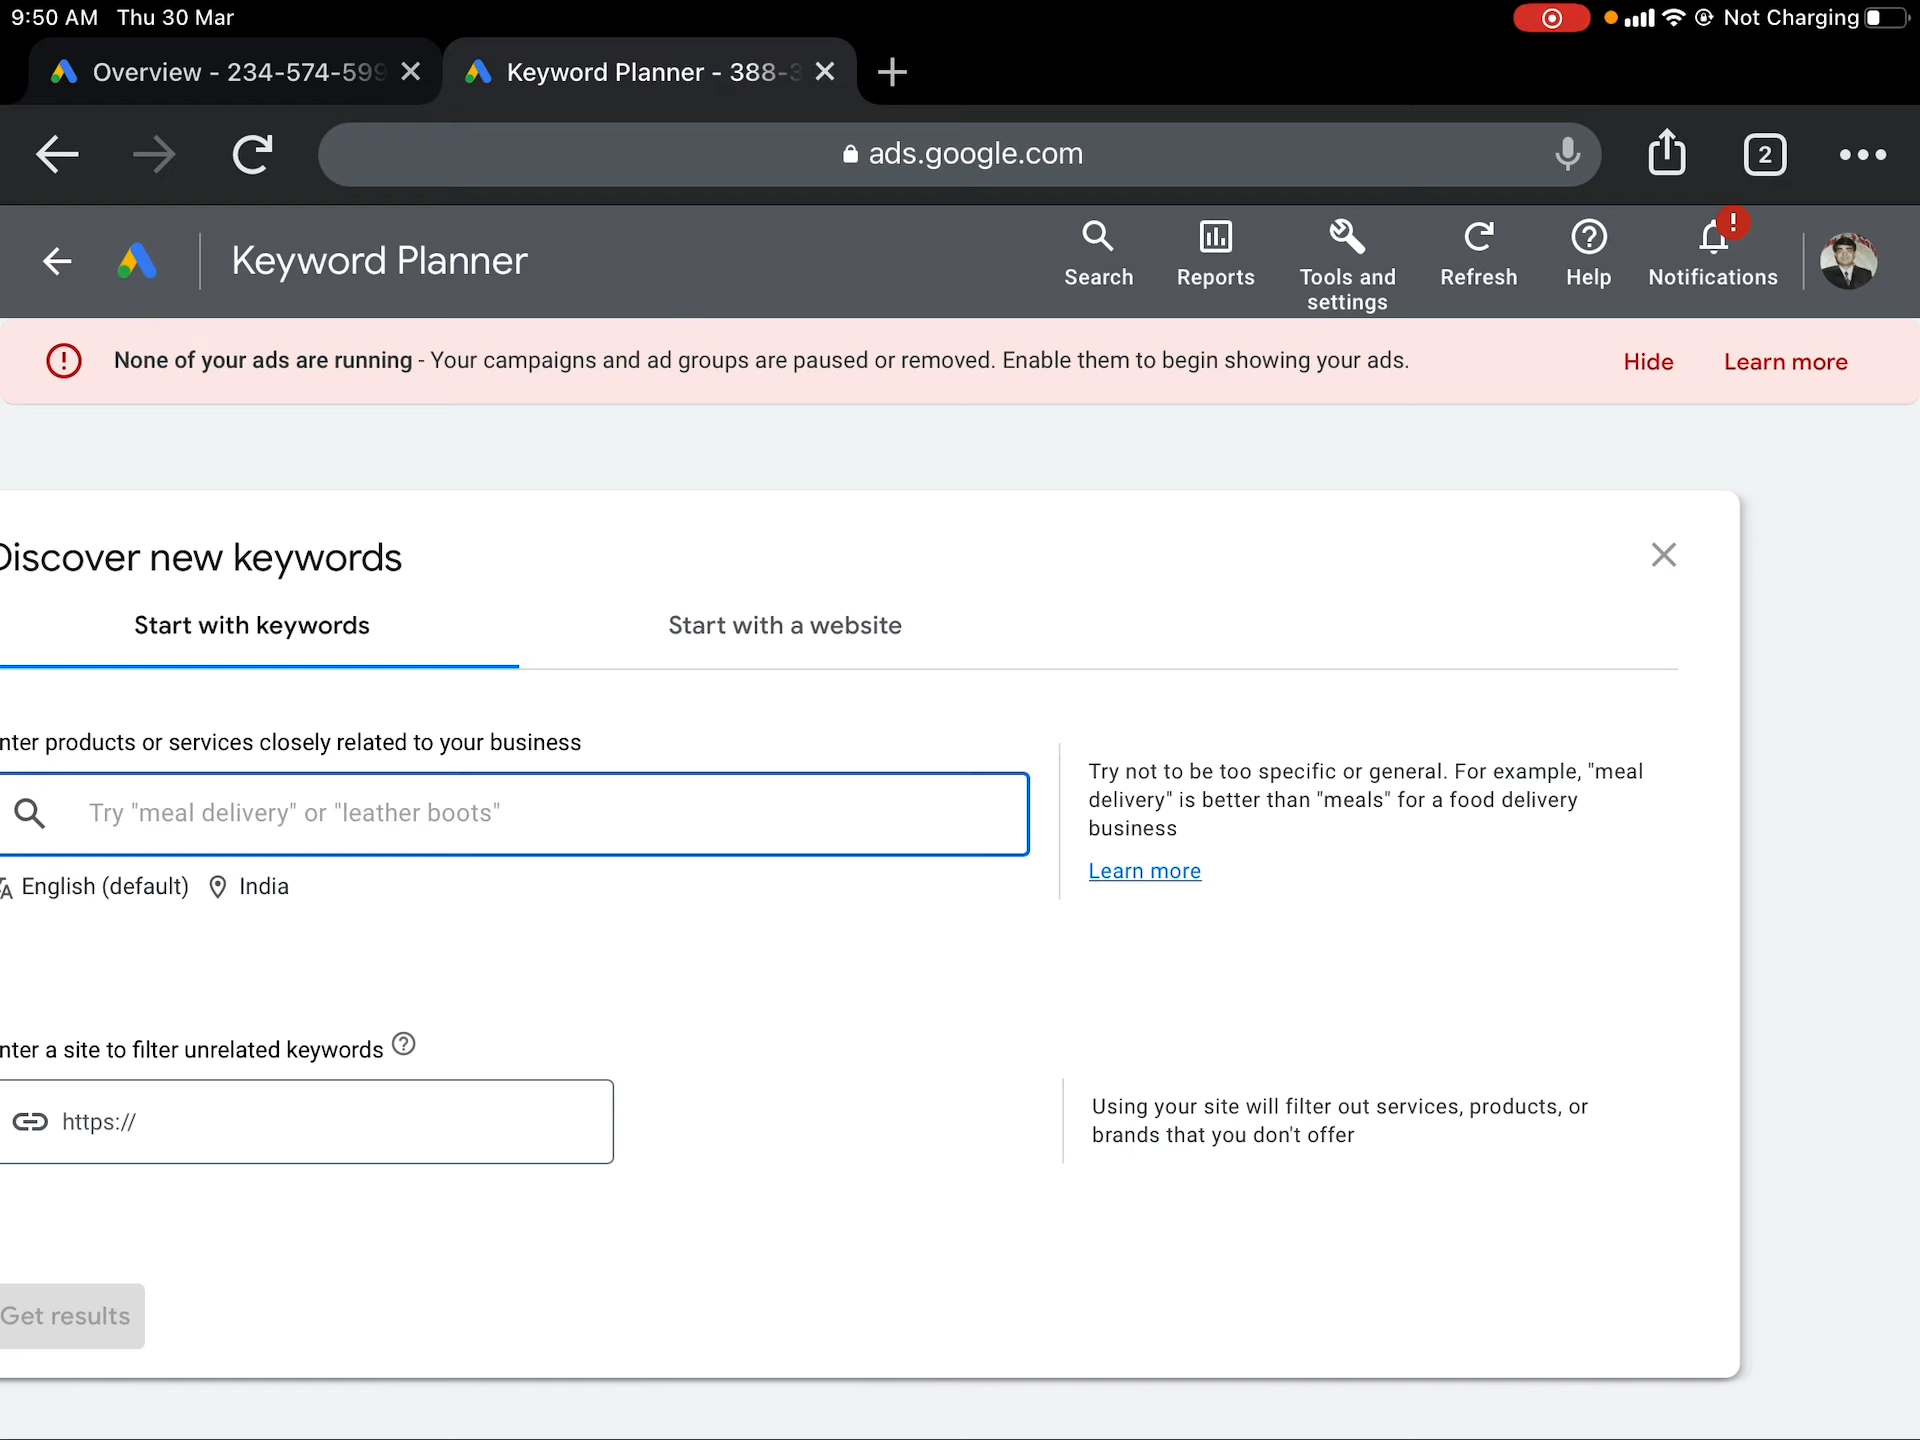 9:50 AM Thu 30 Mar
Not Charging
Overview - 234-574-599
Keyword Planner - 388-3
ads.google.com
2
Keyword Planner
Search
Reports
Tools and
settings
Refresh
Help
Notifications
!
None of your ads are running - Your campaigns and ad groups are paused or removed. Enable them to begin showing your ads.
Hide
Learn more
Discover new keywords
Start with keywords
Start with a website
nter products or services closely related to your business
Try "meal delivery" or "leather boots"
English (default)
India
Try not to be too specific or general. For example, "meal
delivery" is better than "meals" for a food delivery
business
Learn more
nter a site to filter unrelated keywords
https://
Using your site will filter out services, products, or
brands that you don't offer
Get results